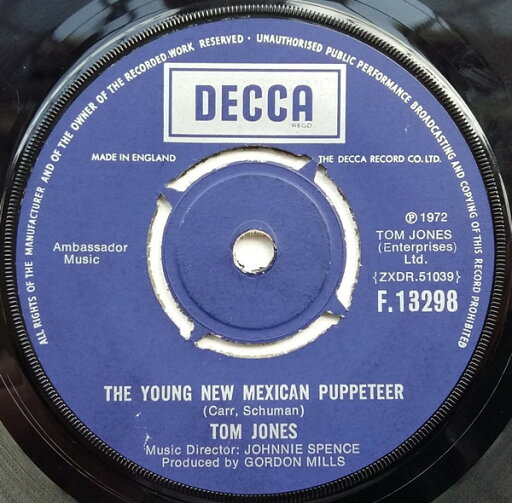 ALL RIGHTS OF THE MANUFACTURER AND OF THE OWNER OF THE RECORDED WORK RESERVED • UNAUTHORISED PUBLIC PERFORMANCE BROADCASTING AND COPYING OF THIS RECORD PROHIBITED
DECCA
REGD
MADE IN ENGLAND
THE DECCA RECORD CO. LTD.
Ambassador
Music
℗ 1972
TOM JONES
(Enterprises)
Ltd.
{ZXDR.51039}
F.13298
THE YOUNG NEW MEXICAN PUPPETEER
(Carr, Schuman)
TOM JONES
Music Director: JOHNNIE SPENCE
Produced by GORDON MILLS